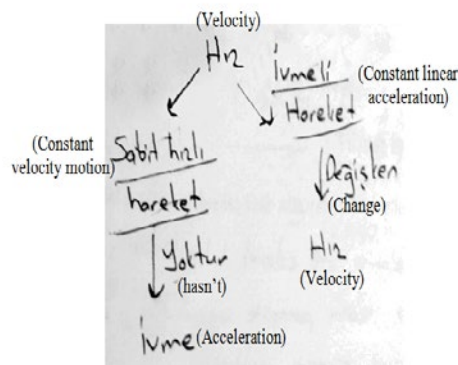 (Velocity)
Hız
İvmeli
Hareket
(Constant linear
acceleration)
(Constant
velocity motion)
Sabit hızlı
hareket
Değişken
(Change)
Yoktur
(hasn't)
Hız
(Velocity)
İvme (Acceleration)